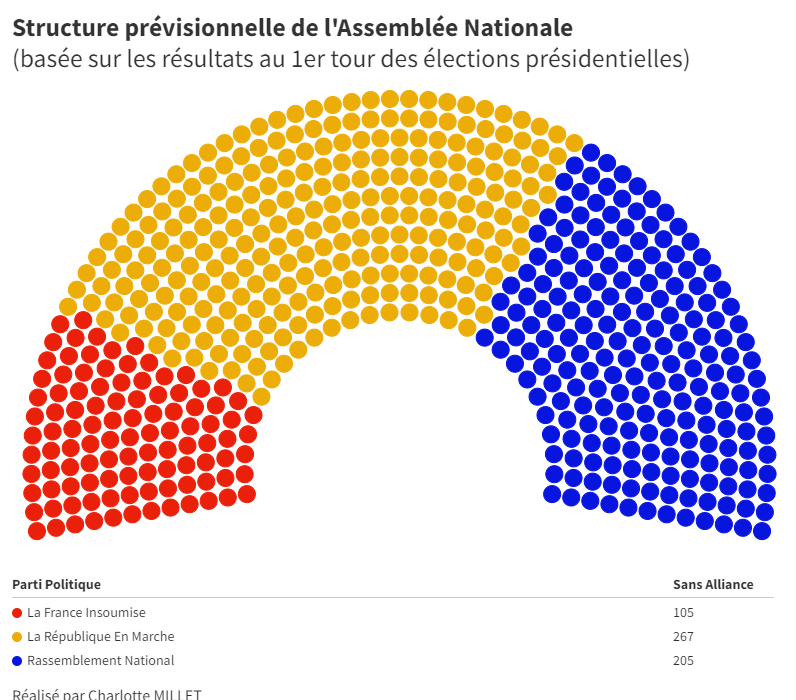 Structure prévisionnelle de l'Assemblée Nationale
(basée sur les résultats au 1er tour des élections présidentielles)
Parti Politique Sans Alliance
La France Insoumise 105
La République En Marche 267
Rassemblement National 205
Réalisé par Charlotte MILLET